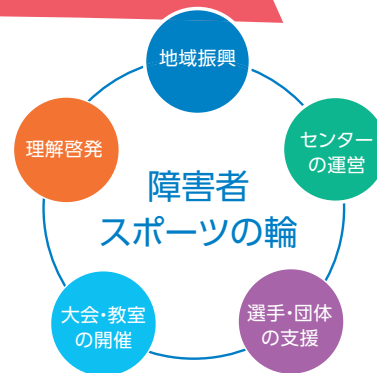 地域振興
センター
の運営
理解啓発
障害者
スポーツの輪
大会・教室
の開催
選手・団体
の支援